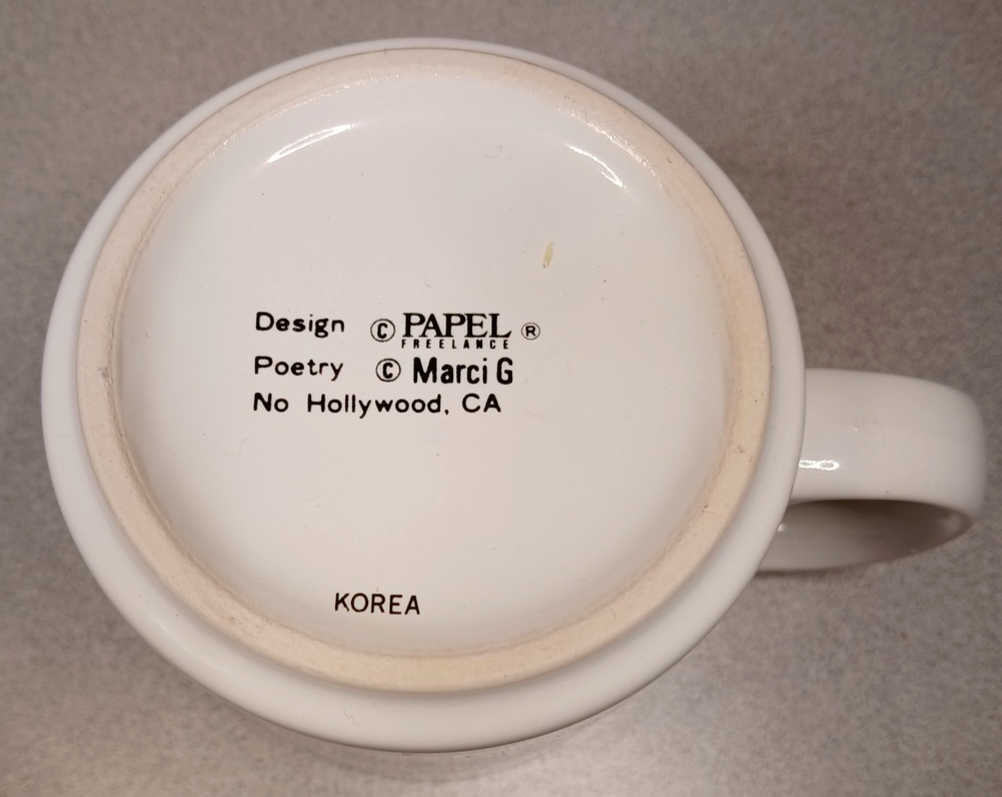 Design © PAPEL ®
FREELANCE
Poetry © Marci G
No Hollywood, CA
KOREA